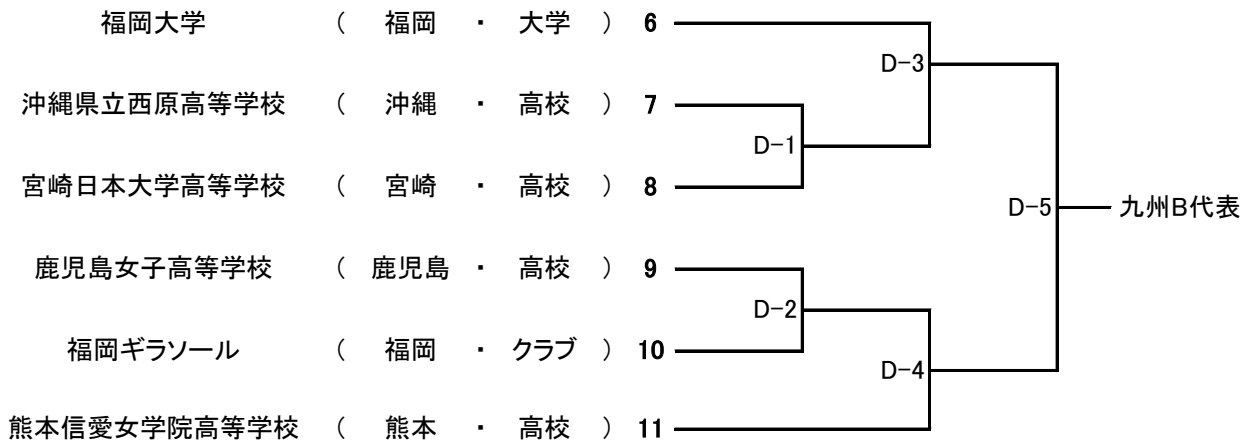 福岡大学 ( 福岡 ・ 大学 ) 6
D-3
沖縄県立西原高等学校 ( 沖縄 ・ 高校 ) 7
D-1
宮崎日本大学高等学校 ( 宮崎 ・ 高校 ) 8
D-5 九州B代表
鹿児島女子高等学校 ( 鹿児島 ・ 高校 ) 9
D-2
福岡ギラソール ( 福岡 ・ クラブ ) 10
D-4
熊本信愛女学院高等学校 ( 熊本 ・ 高校 ) 11